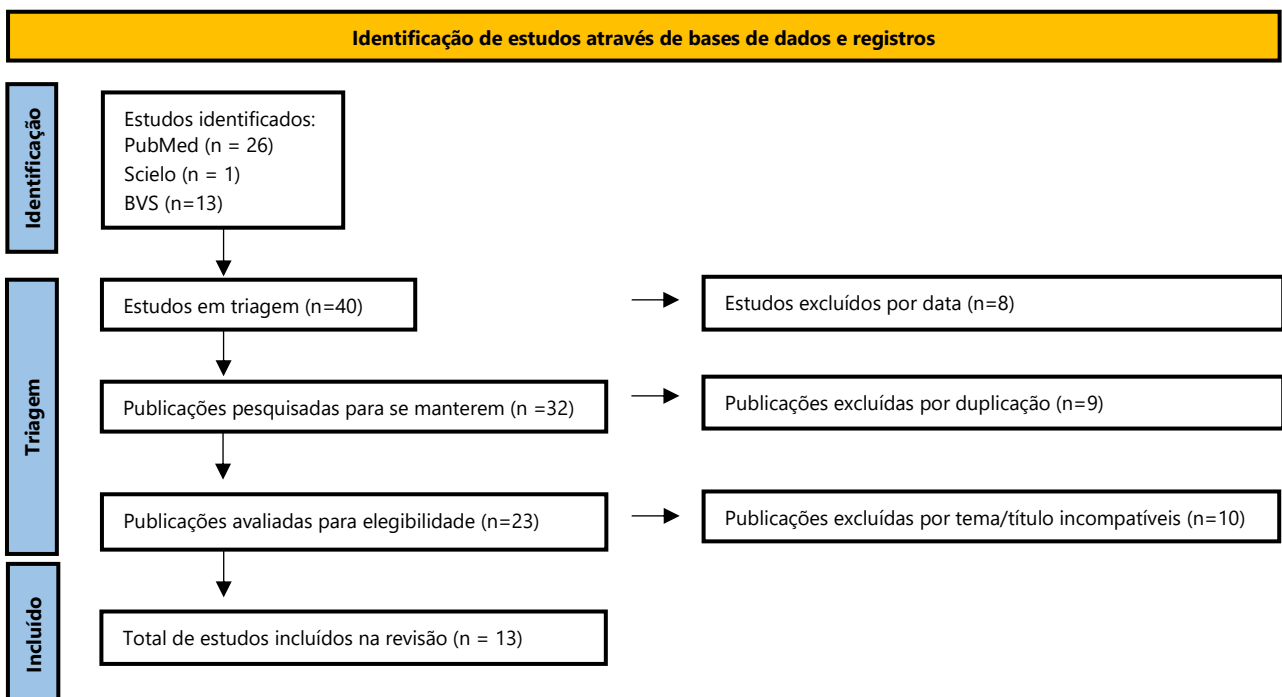 Identificação de estudos através de bases de dados e registros
Identificação
Estudos identificados:
PubMed (n = 26)
Scielo (n = 1)
BVS (n=13)
Triagem
Estudos em triagem (n=40)
Estudos excluídos por data (n=8)
Publicações pesquisadas para se manterem (n =32)
Publicações excluídas por duplicação (n=9)
Publicações avaliadas para elegibilidade (n=23)
Publicações excluídas por tema/título incompatíveis (n=10)
Incluído
Total de estudos incluídos na revisão (n = 13)